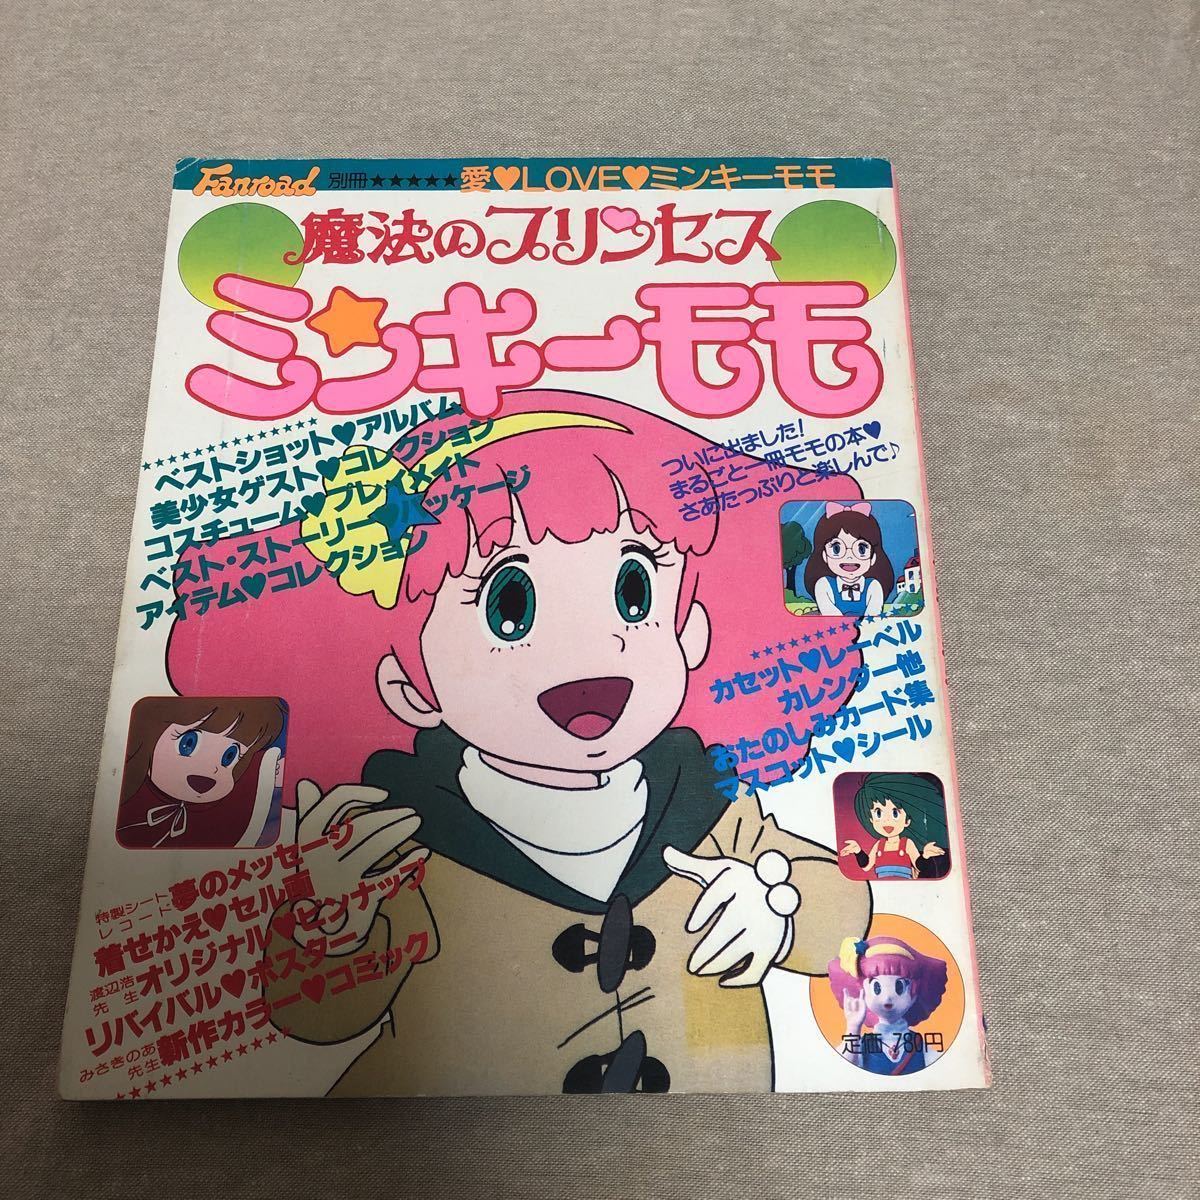 Fanroad 別冊★★★★★愛♥LOVE♥ミンキーモモ
魔法のプリンセス
ミンキーモモ
ベストショット♥アルバム
美少女ゲスト♥コレクション
コスチューム♥プレイメイト
ベスト・ストーリー♥パッケージ
アイテム♥コレクション
ついに出ました!
まるごと一冊モモの本♥
さあたっぷりと楽しんで♪
カセット♥レーベル
カレンダー他
おたのしみカード集
マスコット♥シール
特製シートレコード 夢のメッセージ
着せかえ♥セル画
渡辺浩先生 オリジナル♥ピンナップ
リバイバル♥ポスター
みさきのあ先生 新作カラー♥コミック
定価 780円